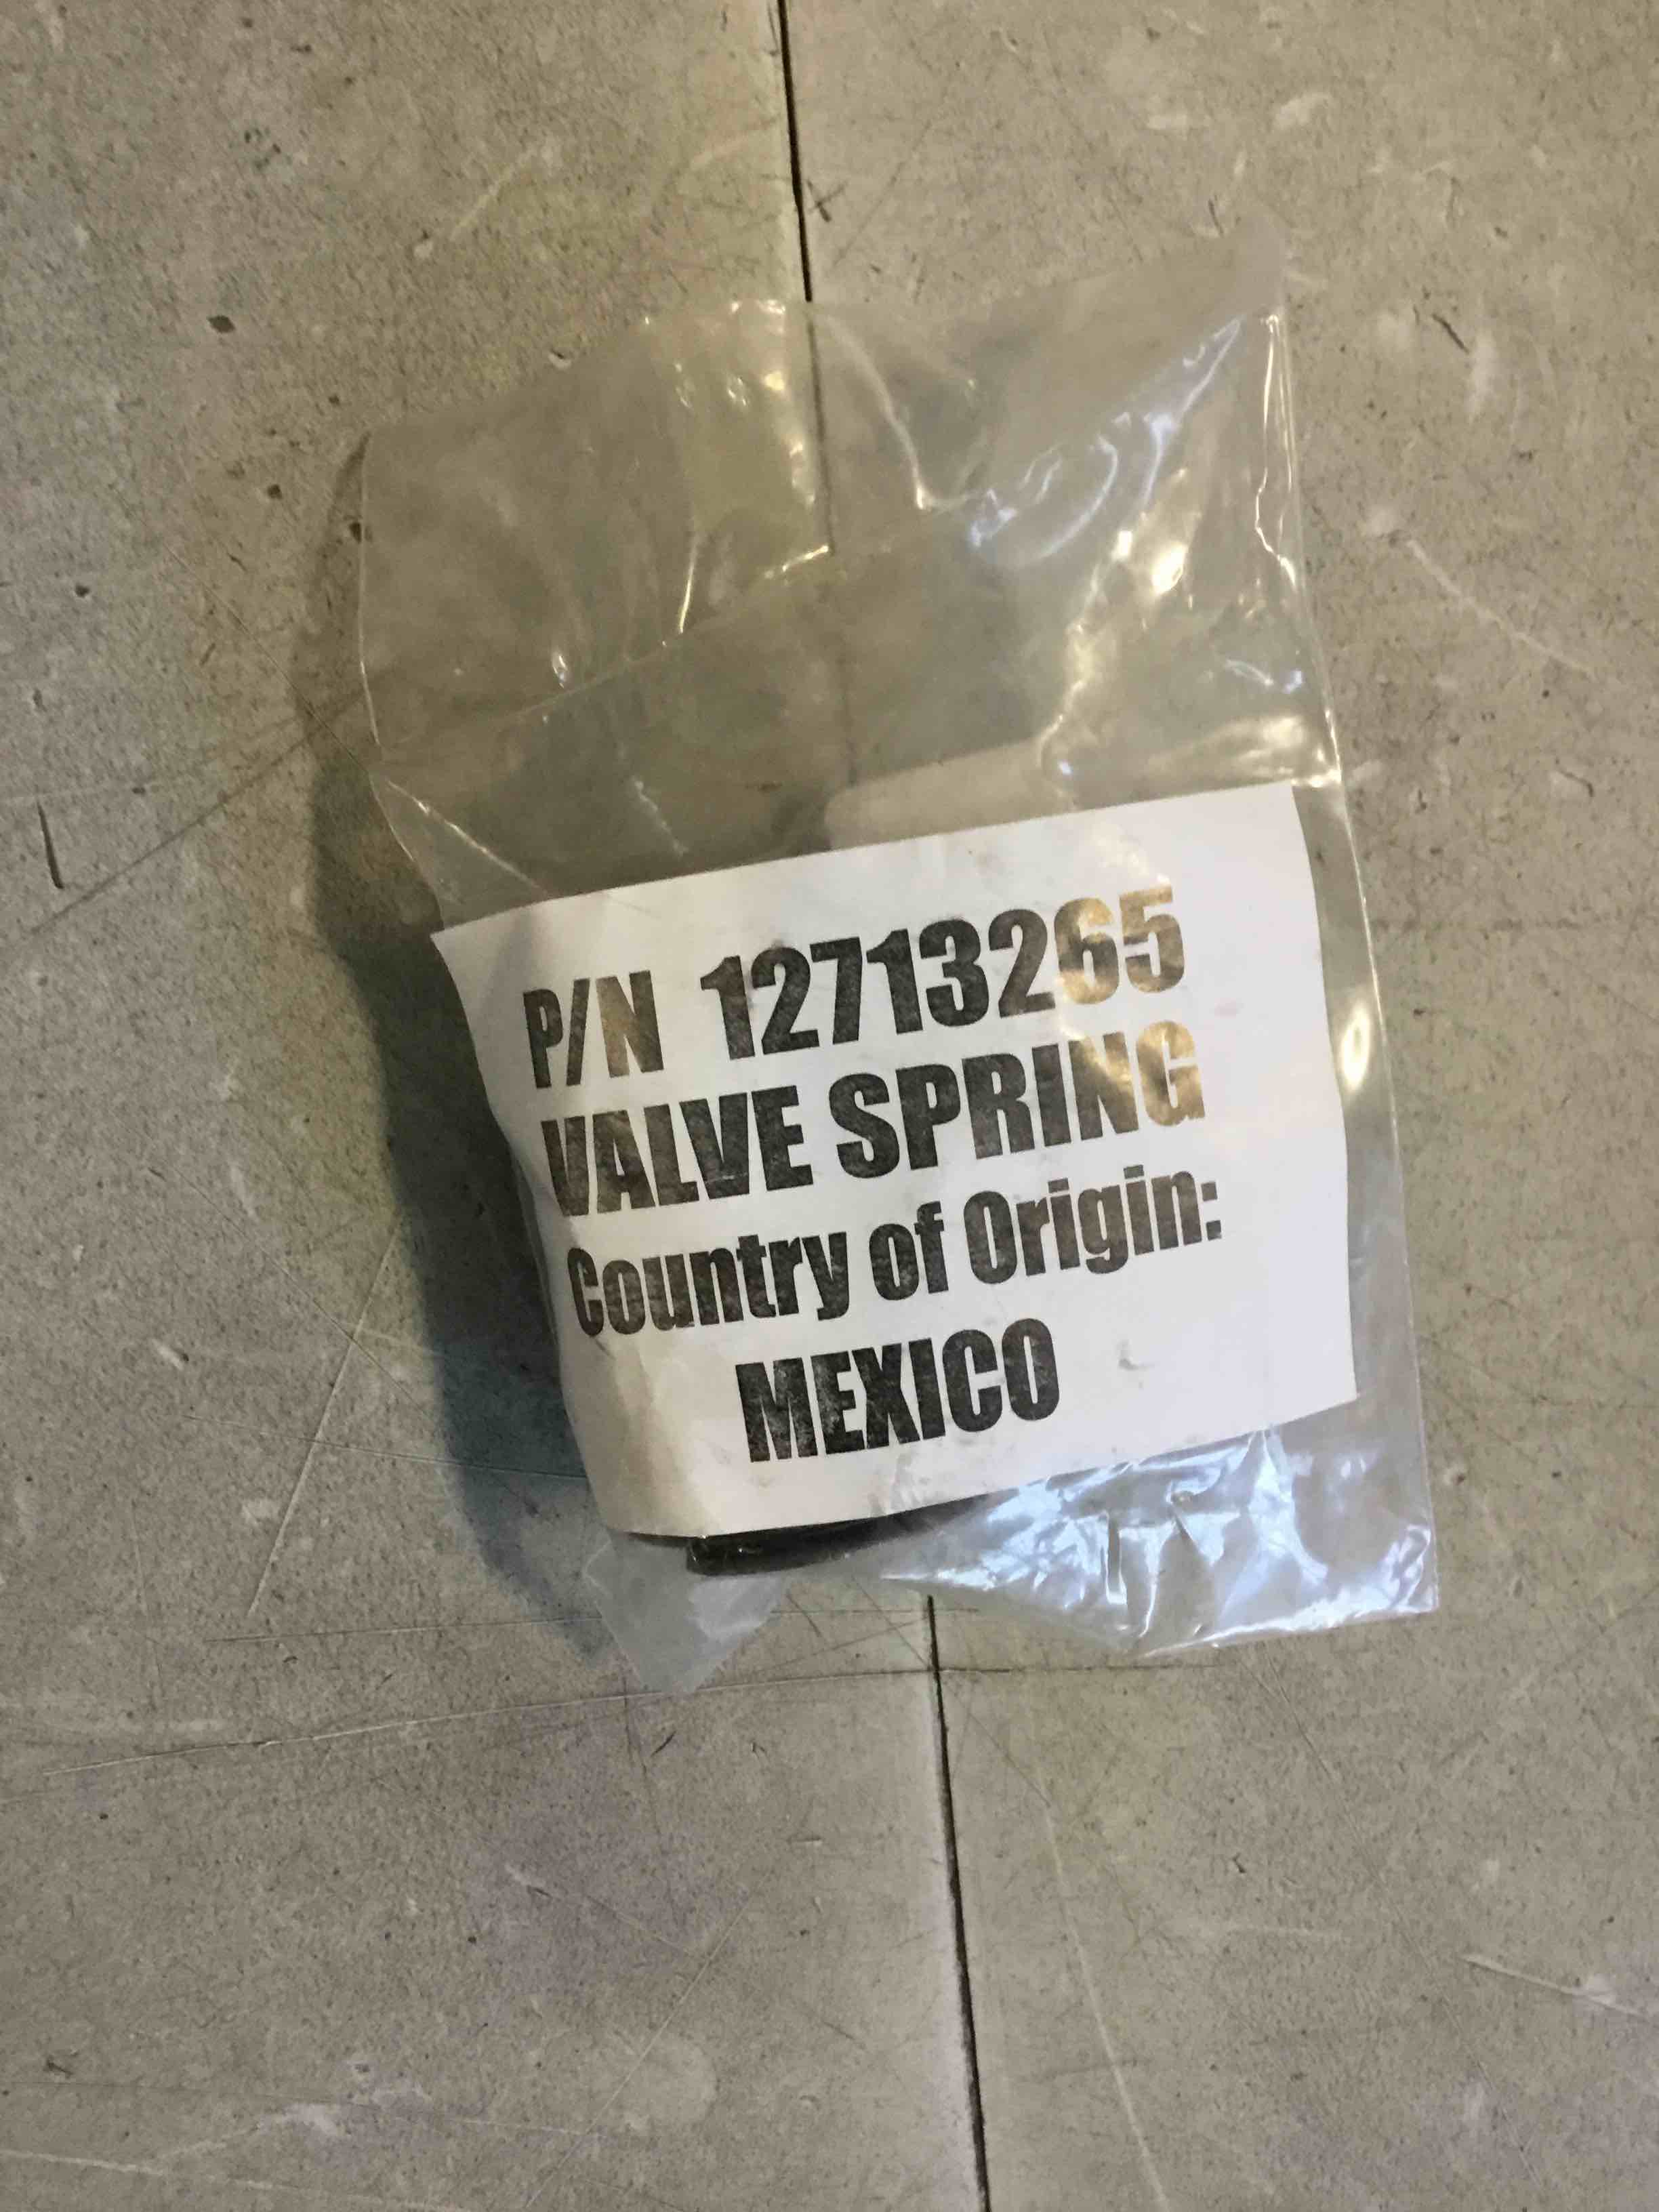 P/N 12713265
VALVE SPRING
Country of Origin:
MEXICO